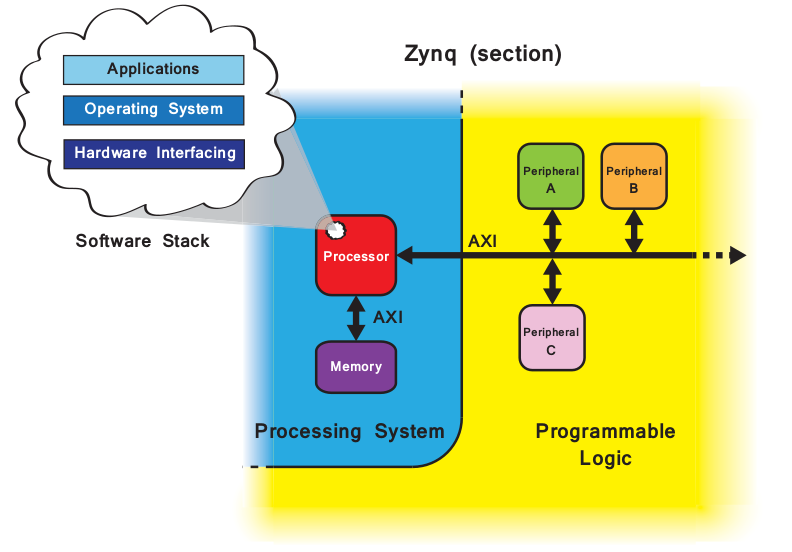 Zynq (section)
Applications
Operating System
Hardware Interfacing
Software Stack
Peripheral
A
Peripheral
B
AXI
Processor
AXI
Peripheral
C
Memory
Processing System
Programmable
Logic